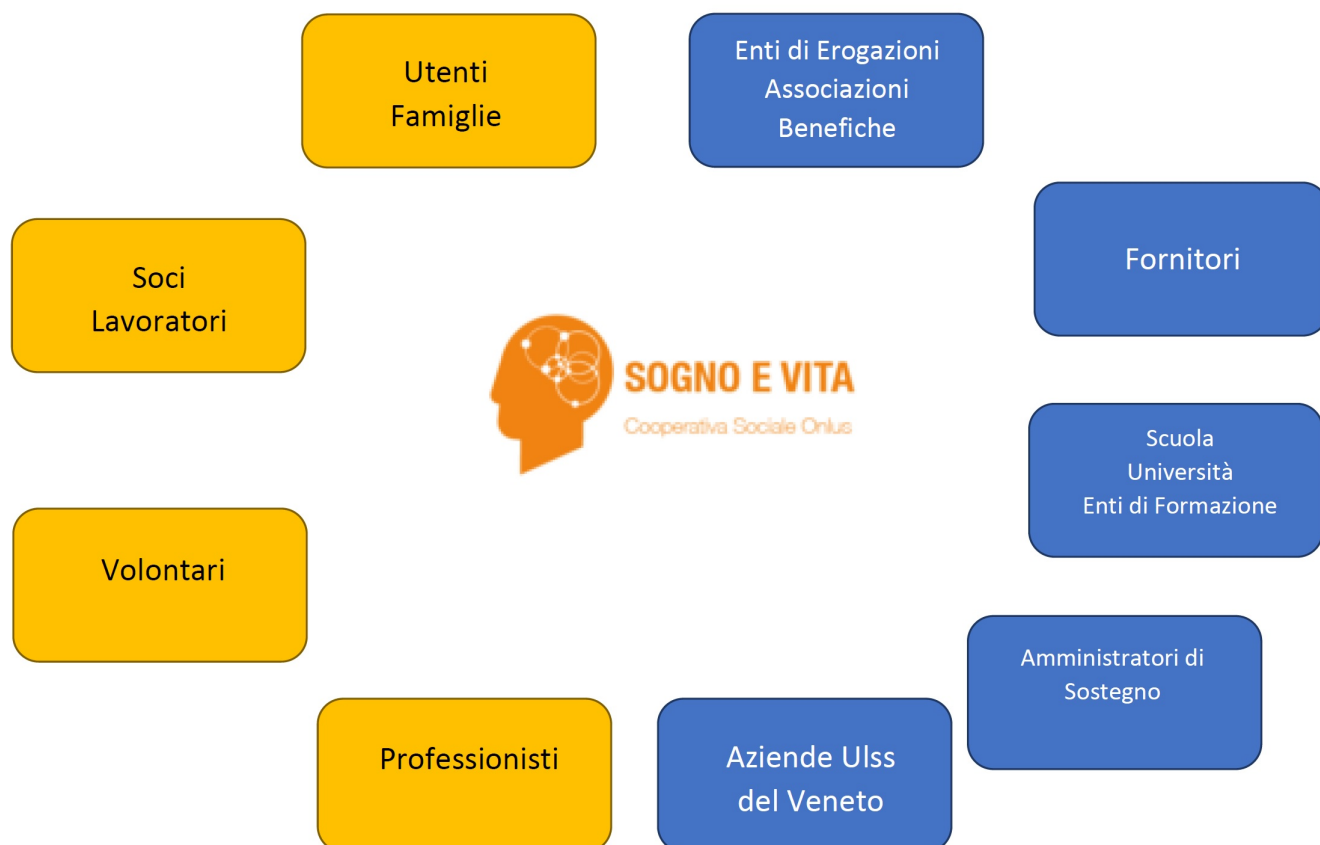 Utenti
Famiglie
Enti di Erogazioni
Associazioni
Benefiche
Soci
Lavoratori
Fornitori
SOGNO E VITA
Cooperativa Sociale Onlus
Scuola
Università
Enti di Formazione
Volontari
Amministratori di
Sostegno
Professionisti
Aziende Ulss
del Veneto